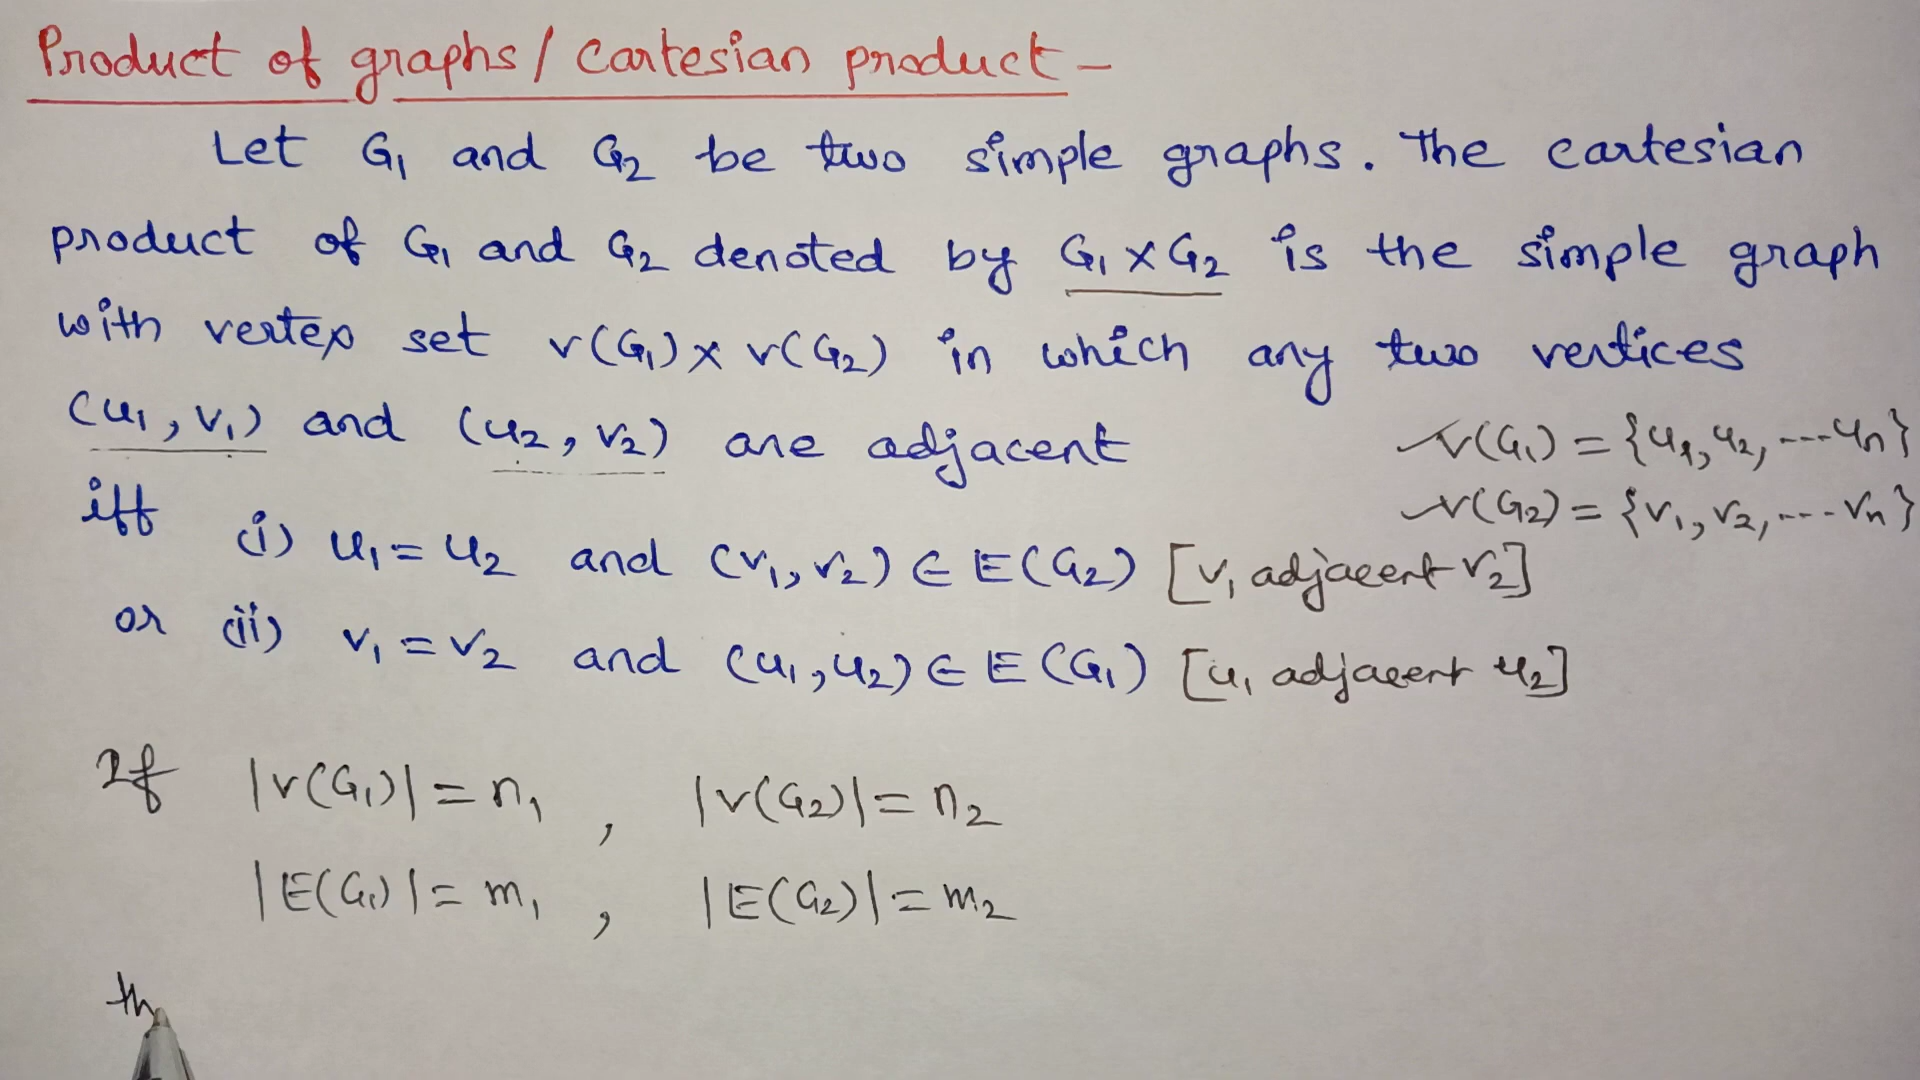 Product of graphs / Cartesian product -
Let G₁ and G₂ be two simple graphs. The cartesian
product of G₁ and G₂ denoted by G₁ × G₂ is the simple graph
with vertex set v(G₁) × v(G₂) in which any two vertices
(u₁, v₁) and (u₂, v₂) are adjacent
v(G₁) = {u₁, u₂, ---- uₙ}
v(G₂) = {v₁, v₂, ---- vₙ}
iff (i) u₁ = u₂ and (v₁, v₂) ∈ E(G₂) [v₁ adjacent v₂]
or (ii) v₁ = v₂ and (u₁, u₂) ∈ E(G₁) [u₁ adjacent u₂]
If |v(G₁)| = n₁ , |v(G₂)| = n₂
|E(G₁)| = m₁ , |E(G₂)| = m₂
th